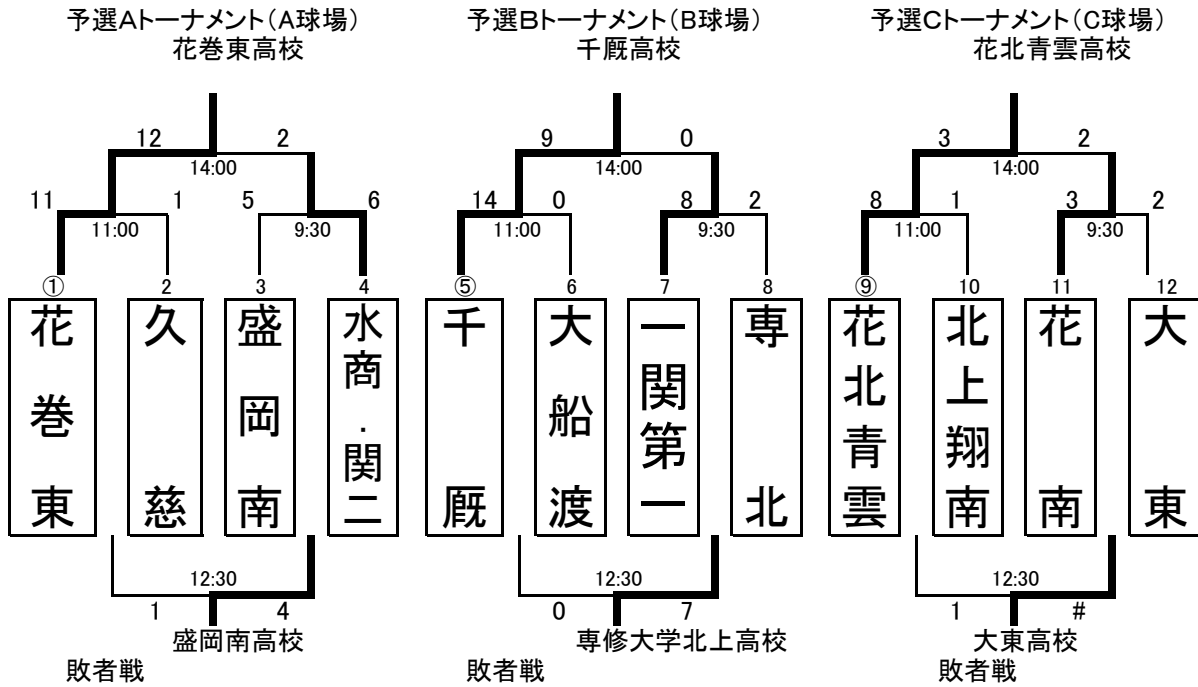 予選Aトーナメント(A球場)
花巻東高校
12 2
14:00
11 1 5 6
11:00 9:30
① 2 3 4
花巻東
久慈
盛岡南
水商・関二
12:30
1 4
盛岡南高校
敗者戦
予選Bトーナメント(B球場)
千厩高校
9 0
14:00
14 0 8 2
11:00 9:30
⑤ 6 7 8
千厩
大船渡
一関第一
専北
12:30
0 7
専修大学北上高校
敗者戦
予選Cトーナメント(C球場)
花北青雲高校
3 2
14:00
8 1 3 2
11:00 9:30
⑨ 10 11 12
花北青雲
北上翔南
花南
大東
12:30
1 #
大東高校
敗者戦